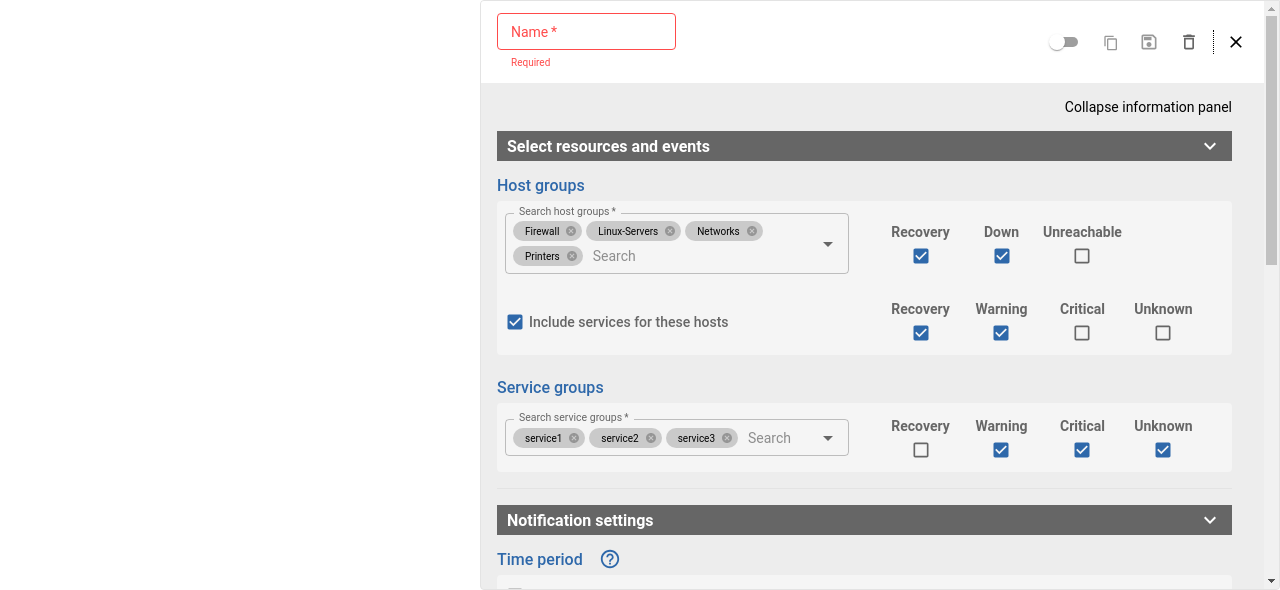 Name *
Required
Collapse information panel
Select resources and events
Host groups
Search host groups *
Firewall Linux-Servers Networks
Printers Search
Recovery Down Unreachable
Include services for these hosts
Recovery Warning Critical Unknown
Service groups
Search service groups *
service1 service2 service3 Search
Recovery Warning Critical Unknown
Notification settings
Time period ?